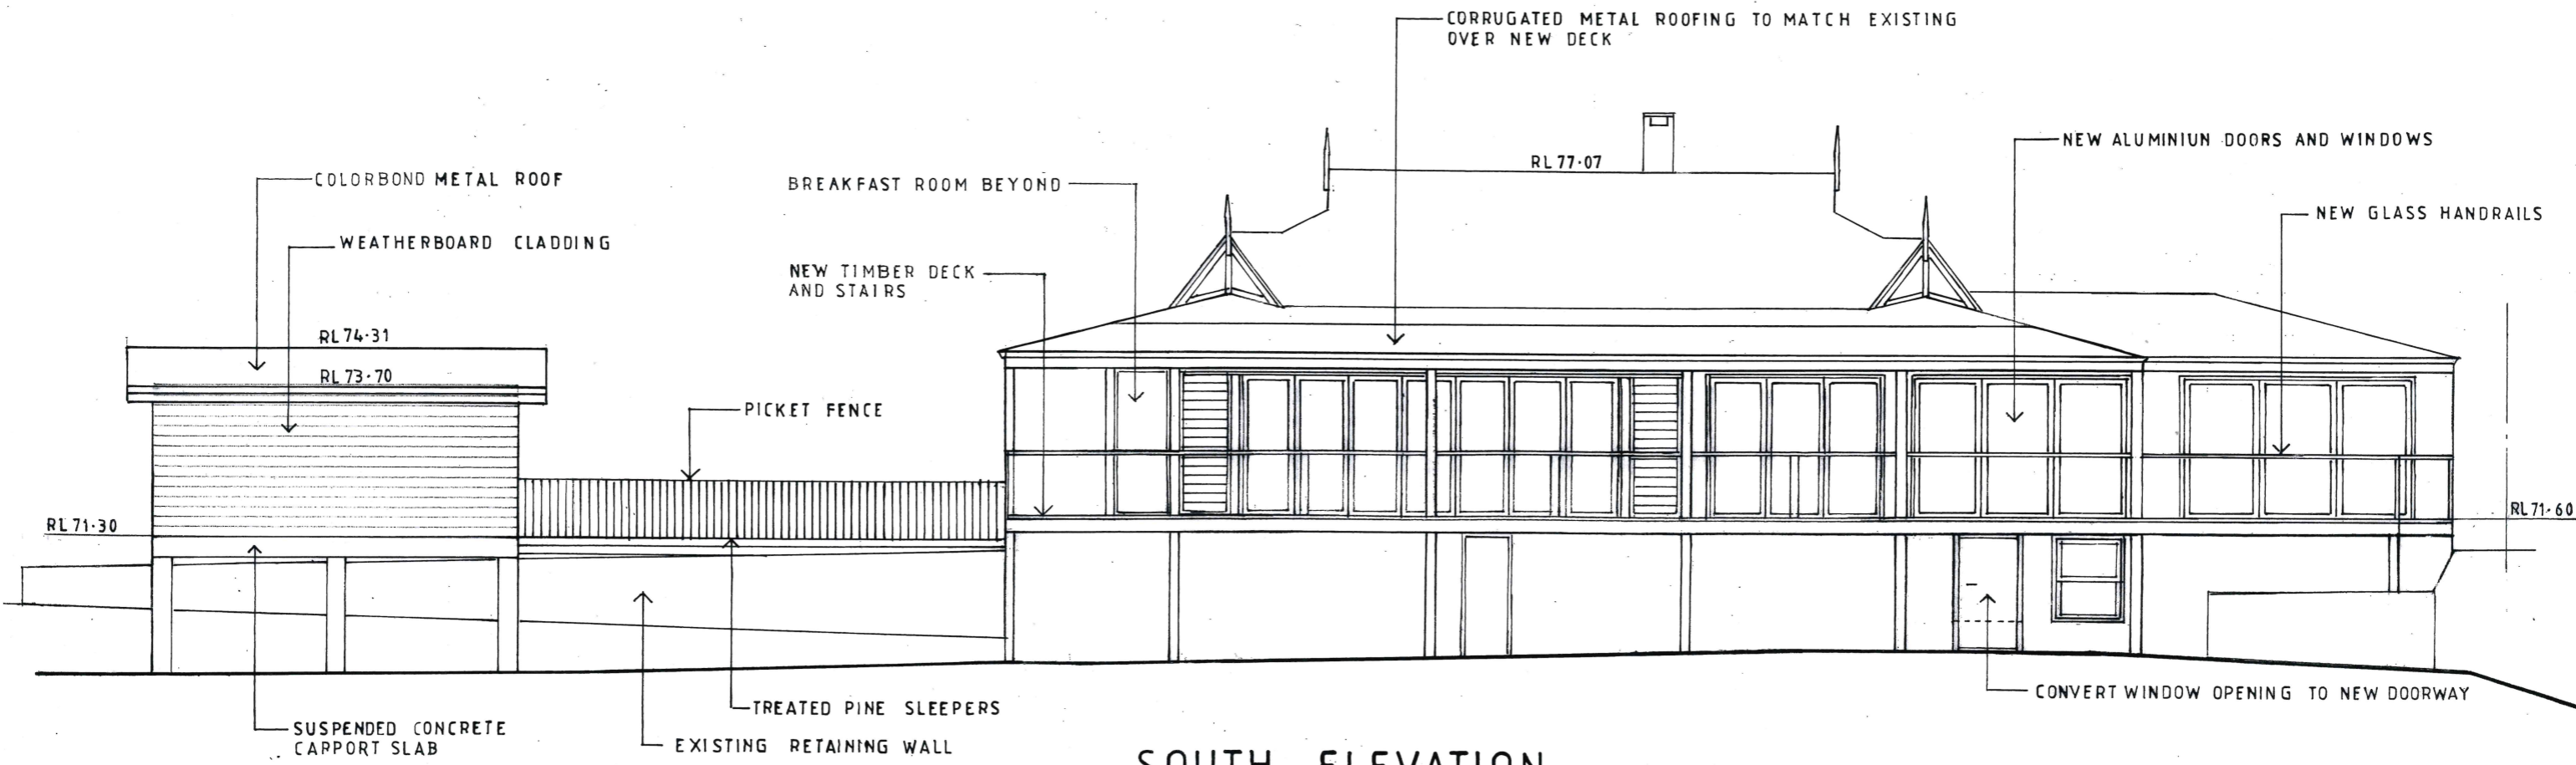 CORRUGATED METAL ROOFING TO MATCH EXISTING
OVER NEW DECK
NEW ALUMINIUN DOORS AND WINDOWS
RL 77·07
COLORBOND METAL ROOF
BREAKFAST ROOM BEYOND
NEW GLASS HANDRAILS
WEATHERBOARD CLADDING
NEW TIMBER DECK
AND STAIRS
RL 74·31
RL 73·70
PICKET FENCE
RL 71·30
RL 71·60
CONVERT WINDOW OPENING TO NEW DOORWAY
TREATED PINE SLEEPERS
SUSPENDED CONCRETE
CARPORT SLAB
EXISTING RETAINING WALL
SOUTH ELEVATION